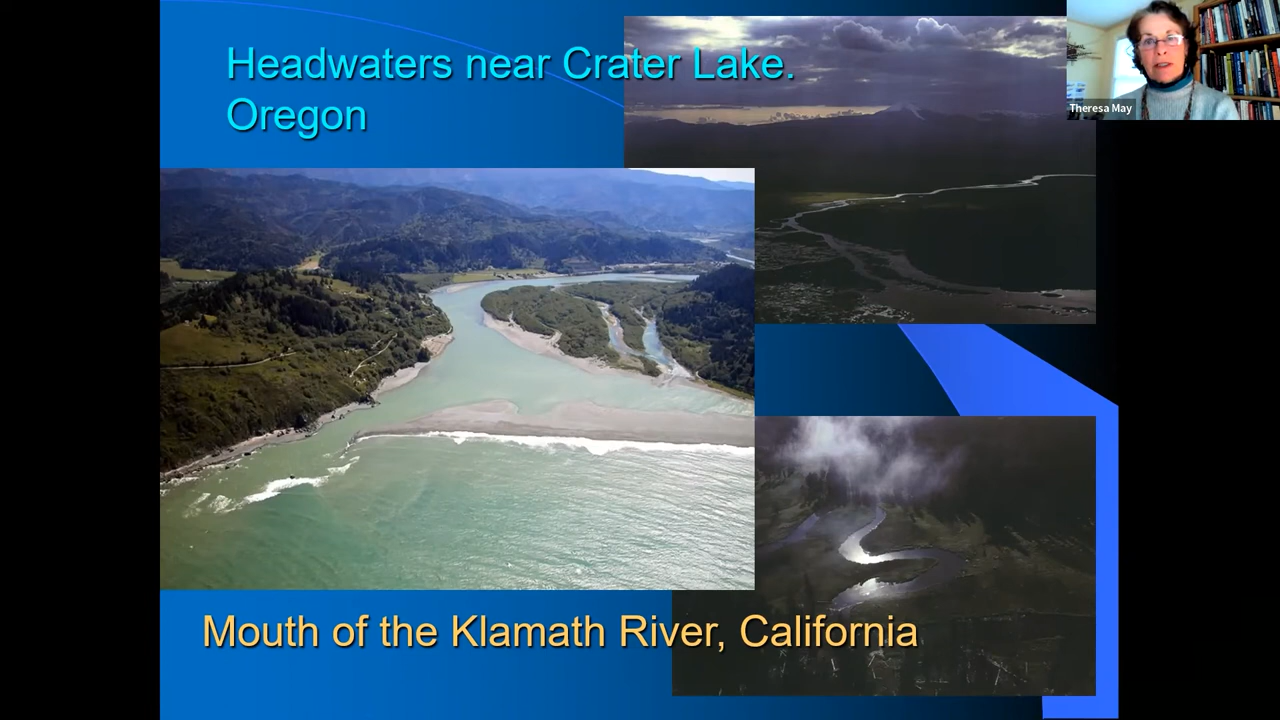 Headwaters near Crater Lake.
Oregon
Theresa May
Mouth of the Klamath River, California